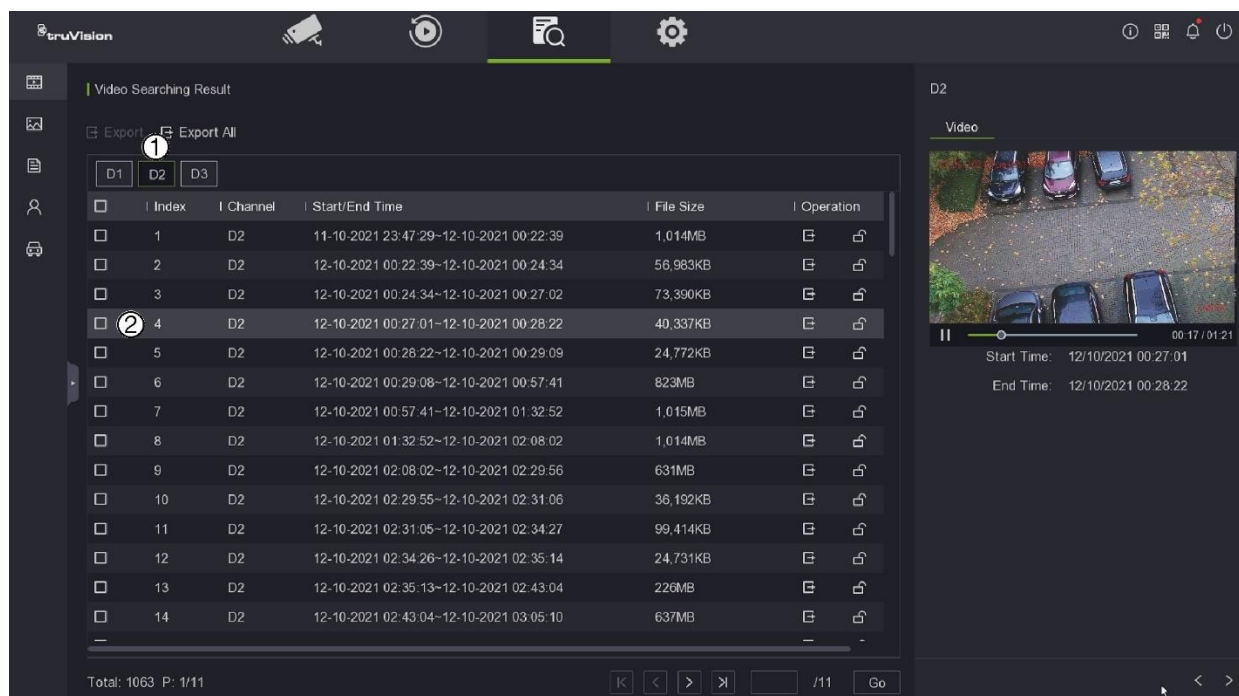 truVision
Video Searching Result
Export Export All
①
D1 D2 D3
Index Channel Start/End Time File Size Operation
1 D2 11-10-2021 23:47:29~12-10-2021 00:22:39 1,014MB
2 D2 12-10-2021 00:22:39~12-10-2021 00:24:34 56,983KB
3 D2 12-10-2021 00:24:34~12-10-2021 00:27:02 73,390KB
② 4 D2 12-10-2021 00:27:01~12-10-2021 00:28:22 40,337KB
5 D2 12-10-2021 00:28:22~12-10-2021 00:29:09 24,772KB
6 D2 12-10-2021 00:29:08~12-10-2021 00:57:41 823MB
7 D2 12-10-2021 00:57:41~12-10-2021 01:32:52 1,015MB
8 D2 12-10-2021 01:32:52~12-10-2021 02:08:02 1,014MB
9 D2 12-10-2021 02:08:02~12-10-2021 02:29:56 631MB
10 D2 12-10-2021 02:29:55~12-10-2021 02:31:06 36,192KB
11 D2 12-10-2021 02:31:05~12-10-2021 02:34:27 99,414KB
12 D2 12-10-2021 02:34:26~12-10-2021 02:35:14 24,731KB
13 D2 12-10-2021 02:35:13~12-10-2021 02:43:04 226MB
14 D2 12-10-2021 02:43:04~12-10-2021 03:05:10 637MB
Total: 1063 P: 1/11
/11 Go
D2
Video
00:17 / 01:21
Start Time: 12/10/2021 00:27:01
End Time: 12/10/2021 00:28:22